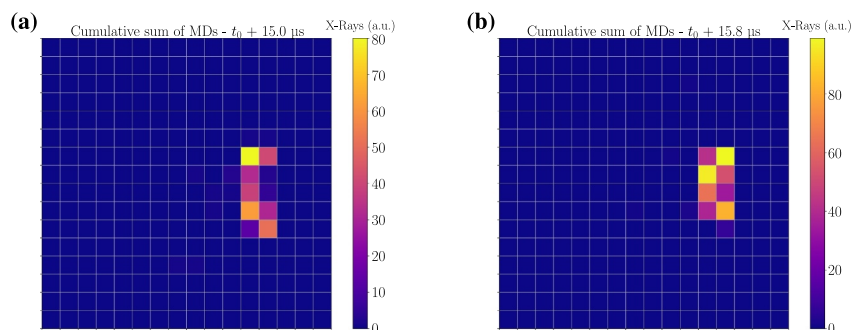 (a)
Cumulative sum of MDs - t₀ + 15.0 µs
X-Rays (a.u.)
80
70
60
50
40
30
20
10
0
(b)
Cumulative sum of MDs - t₀ + 15.8 µs
X-Rays (a.u.)
80
60
40
20
0